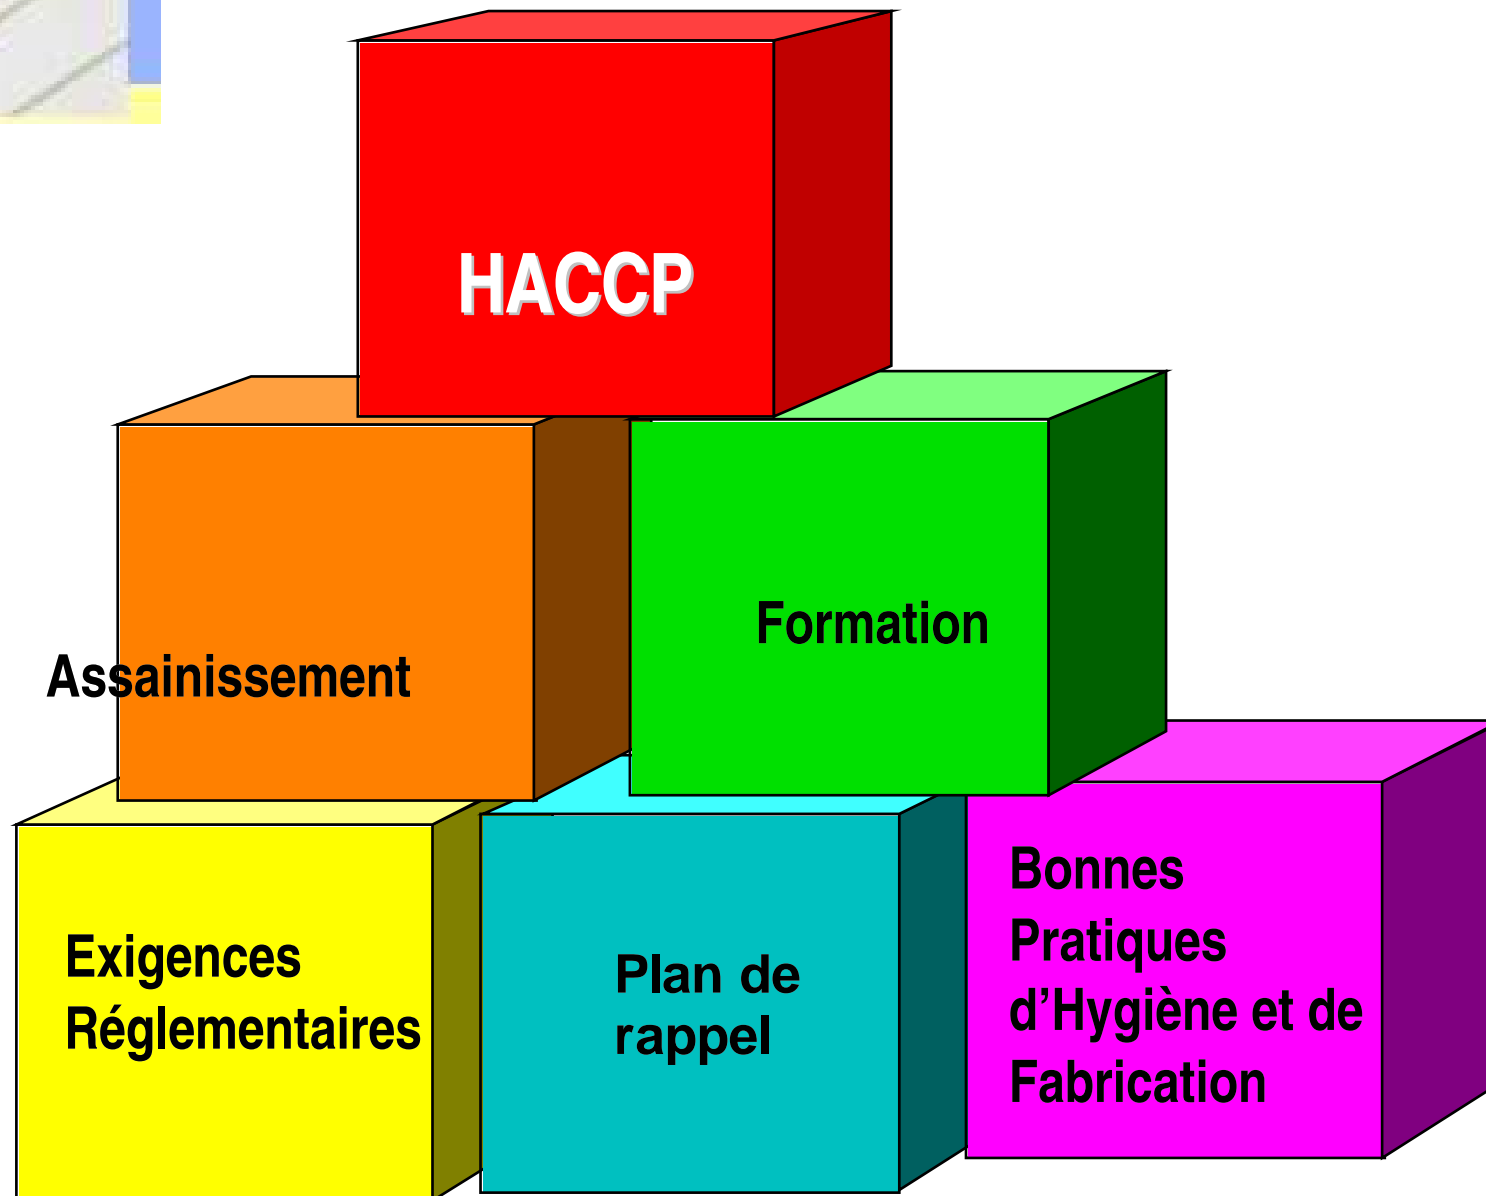 HACCP
Assainissement
Formation
Exigences
Réglementaires
Plan de
rappel
Bonnes
Pratiques
d’Hygiène et de
Fabrication